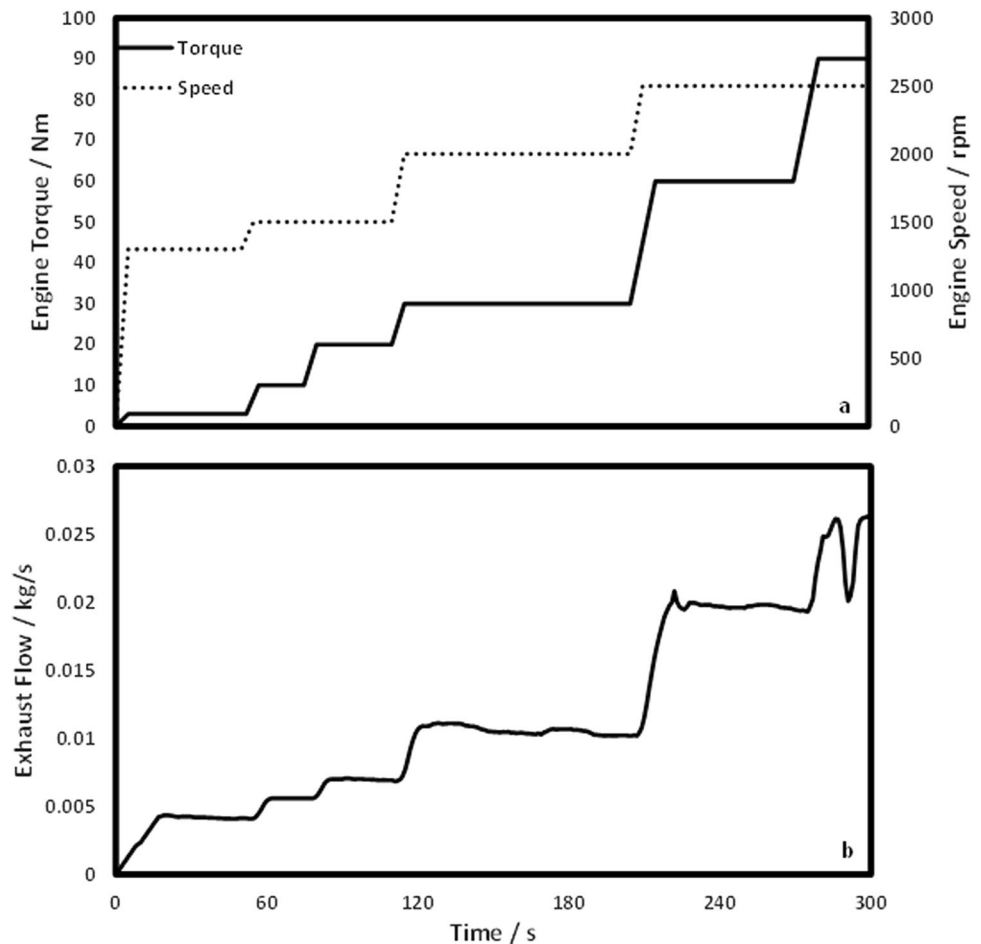 100
90
80
70
60
50
40
30
20
10
0
Engine Torque / Nm
Torque
Speed
a
3000
2500
2000
1500
1000
500
0
Engine Speed / rpm
0.03
0.025
0.02
0.015
0.01
0.005
0
Exhaust Flow / kg/s
b
0 60 120 180 240 300
Time / s